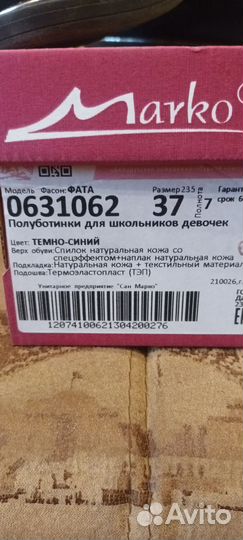 Marko®
Модель Фасон: ФАТА Размер 235 Полнота Гарант
0631062 37 7 срок 6
Полуботинки для школьников девочек
Цвет: ТЕМНО-СИНИЙ
Верх обуви: Спилок натуральная кожа со
спецэффектом+наплак натуральная кожа
Подкладка: Натуральная кожа + текстильный материал
Подошва: Термоэластопласт (ТЭП)
210026, г
Унитарное предприятие "Сан Марко"
12074100621304200276
Avito